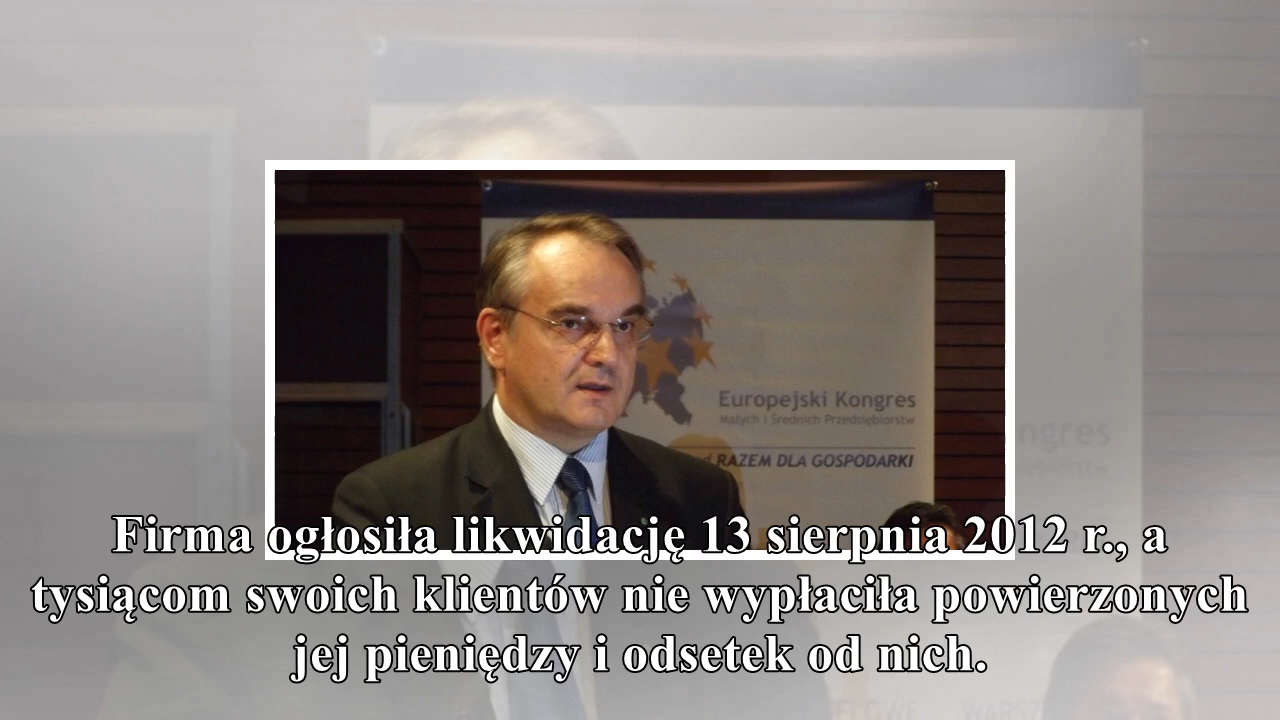 Europejski Kongres
Małych i Średnich Przedsiębiorstw
RAZEM DLA GOSPODARKI
ngres
Firma ogłosiła likwidację 13 sierpnia 2012 r., a
tysiącom swoich klientów nie wypłaciła powierzonych
jej pieniędzy i odsetek od nich.